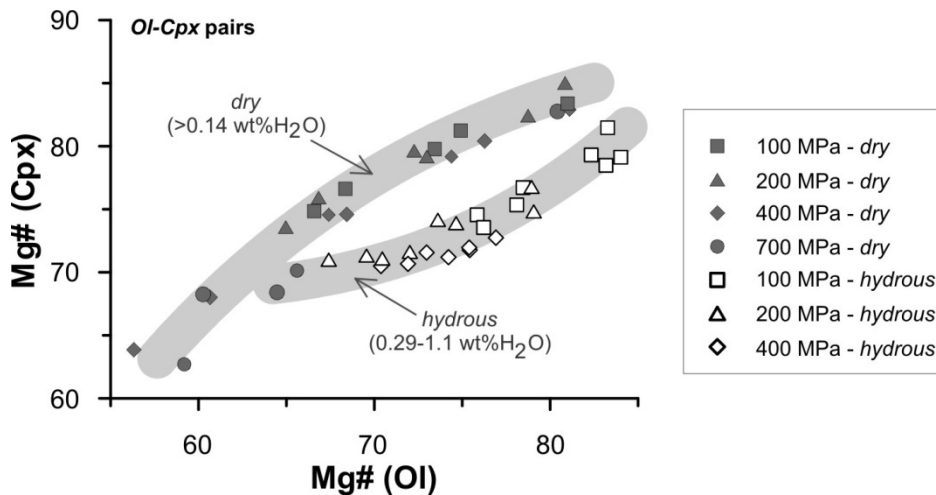 90
80
70
60
Mg# (Cpx)
Ol-Cpx pairs
dry
(>0.14 wt%H2O)
hydrous
(0.29-1.1 wt%H2O)
60
70
80
Mg# (Ol)
100 MPa - dry
200 MPa - dry
400 MPa - dry
700 MPa - dry
100 MPa - hydrous
200 MPa - hydrous
400 MPa - hydrous